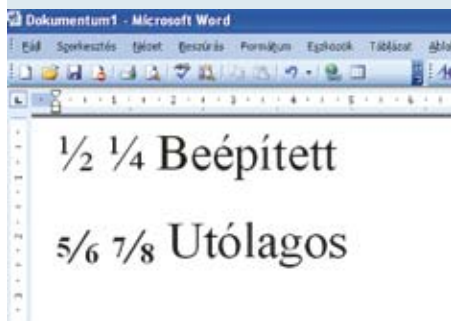 Dokumentum1 - Microsoft Word
Fájl Szerkesztés Nézet Beszúrás Formátum Eszközök Táblázat Ablak
½ ¼ Beépített
5/6 7/8 Utólagos